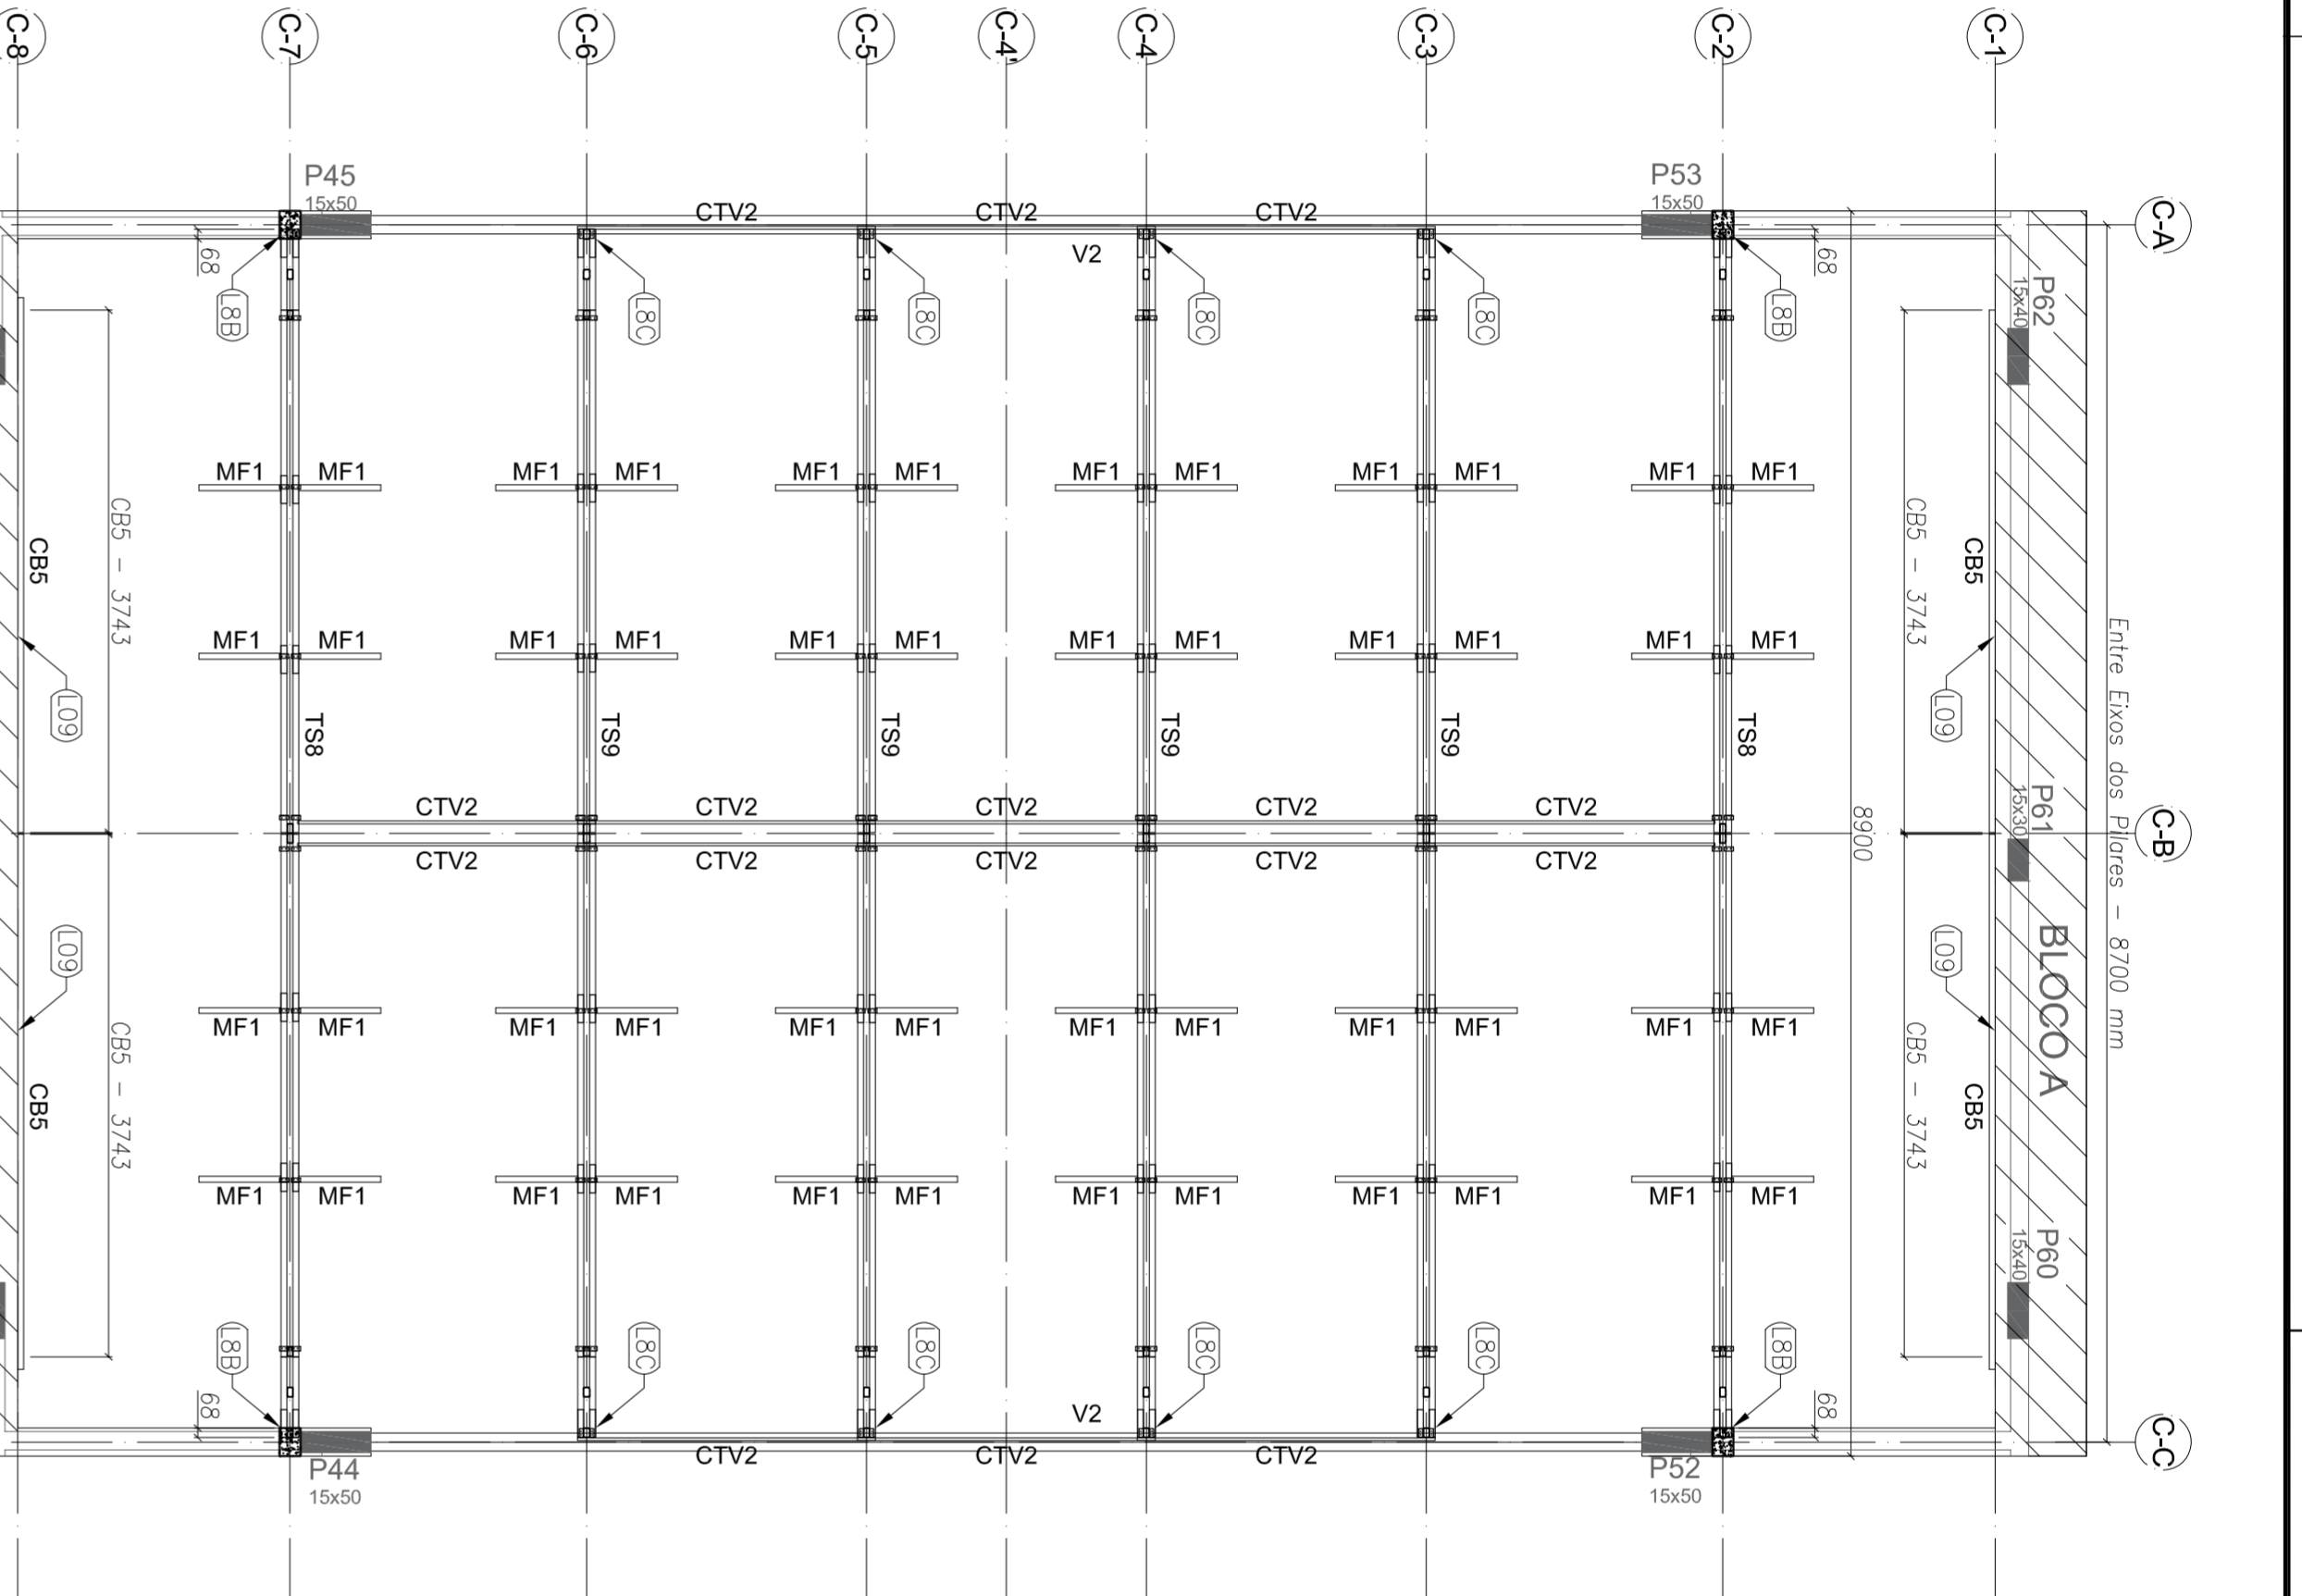 C-8
C-7
C-6
C-5
C-4'
C-4
C-3
C-2
C-1
P45
15x50
P53
15x50
CTV2
CTV2
CTV2
C-A
68
V2
68
P62
15x40
L8B
L8C
L8C
L8C
L8C
L8B
MF1 MF1 MF1 MF1 MF1 MF1 MF1 MF1 MF1 MF1 MF1 MF1
CB5 - 3743
CB5
CB5
CB5 - 3743
MF1 MF1 MF1 MF1 MF1 MF1 MF1 MF1 MF1 MF1 MF1 MF1
Entre Eixos dos Pilares - 8700 mm
L09
TS8
TS9
TS9
TS9
TS9
TS8
L09
CTV2
CTV2
CTV2
CTV2
CTV2
8900
P61
15x30
C-B
CTV2
CTV2
CTV2
CTV2
CTV2
L09
L09
BLOCO A
MF1 MF1 MF1 MF1 MF1 MF1 MF1 MF1 MF1 MF1 MF1 MF1
CB5
CB5 - 3743
CB5 - 3743
CB5
MF1 MF1 MF1 MF1 MF1 MF1 MF1 MF1 MF1 MF1 MF1 MF1
P60
15x40
L8B
L8C
L8C
L8C
L8C
L8B
68
V2
68
C-C
CTV2
CTV2
CTV2
P44
15x50
P52
15x50